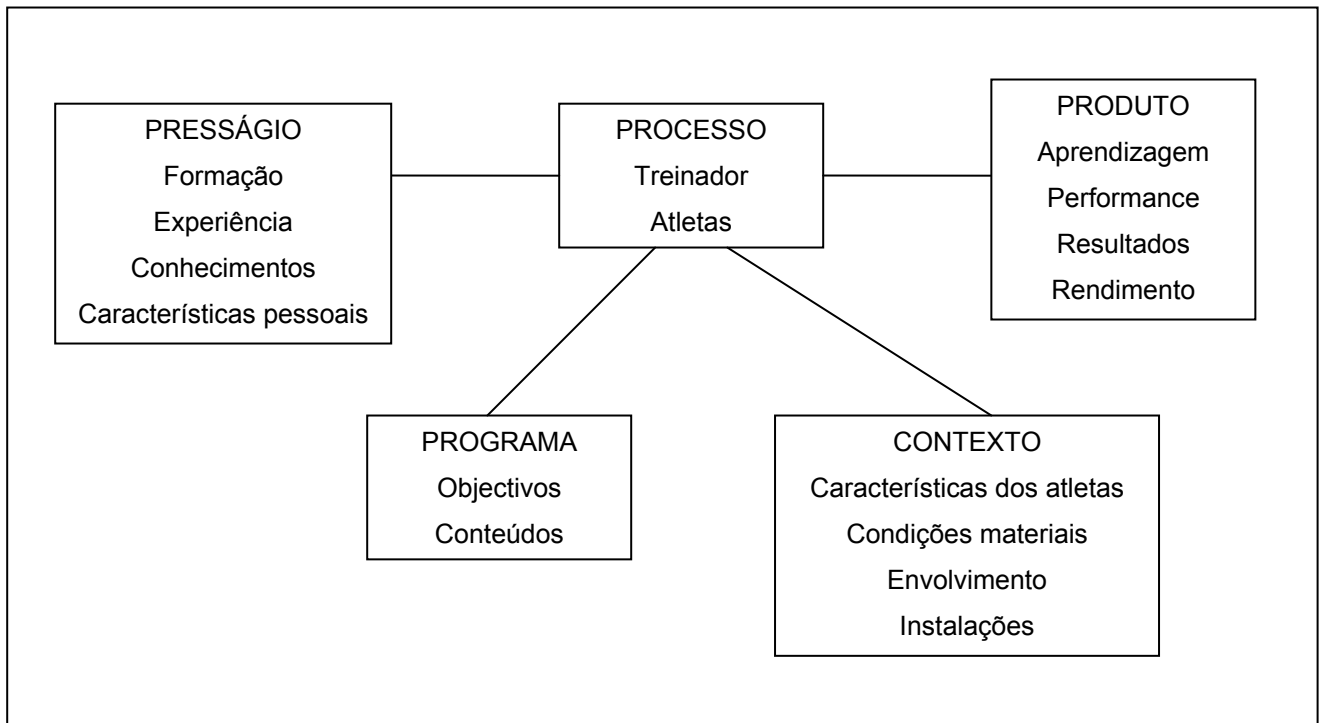 PRESSÁGIO
Formação
Experiência
Conhecimentos
Características pessoais
PROCESSO
Treinador
Atletas
PRODUTO
Aprendizagem
Performance
Resultados
Rendimento
PROGRAMA
Objectivos
Conteúdos
CONTEXTO
Características dos atletas
Condições materiais
Envolvimento
Instalações